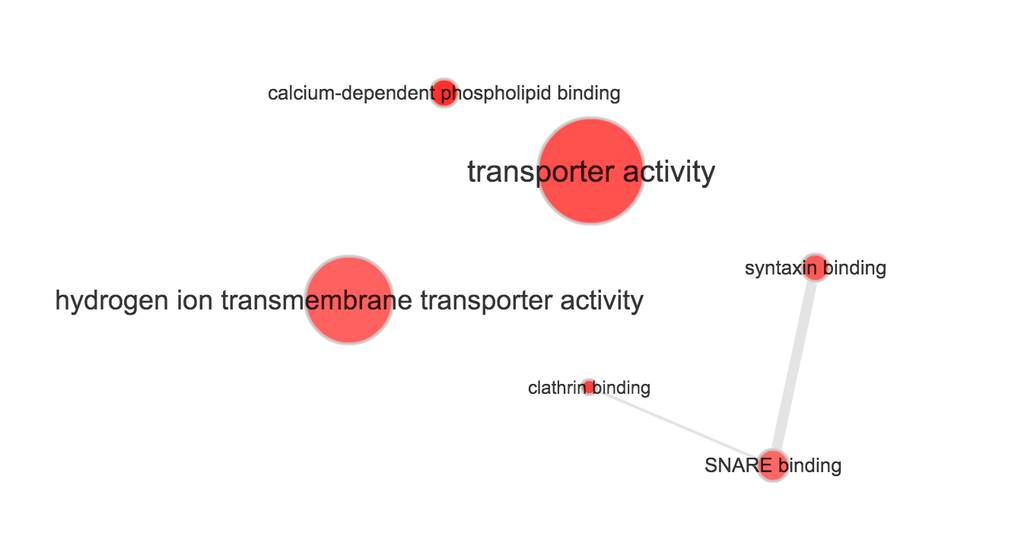 calcium-dependent phospholipid binding
transporter activity
syntaxin binding
hydrogen ion transmembrane transporter activity
clathrin binding
SNARE binding